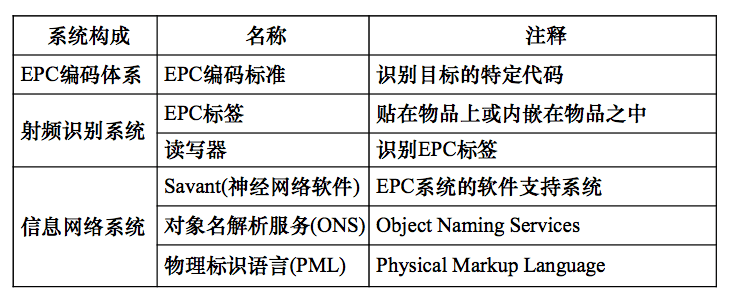 系统构成 名称 注释
EPC编码体系 EPC编码标准 识别目标的特定代码
射频识别系统 EPC标签 贴在物品上或内嵌在物品之中
读写器 识别EPC标签
信息网络系统 Savant(神经网络软件) EPC系统的软件支持系统
对象名解析服务(ONS) Object Naming Services
物理标识语言(PML) Physical Markup Language